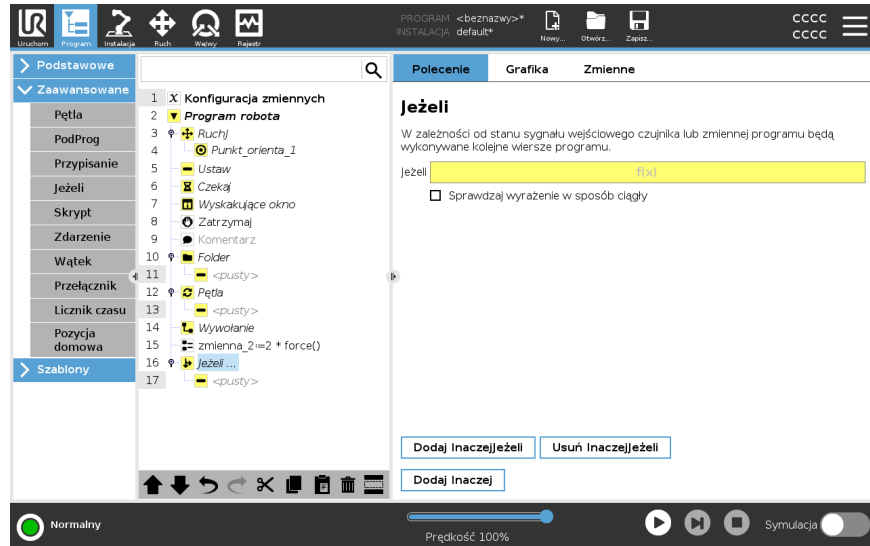 UR
PROGRAM <beznazwy>*
INSTALACJA default*
CCCC
CCCC
Uruchom Program Instalacja Ruch We/wy Rejestr Nowy... Otwórz... Zapisz...
Podstawowe
Zaawansowane
Pętla
PodProg
Przypisanie
Jeżeli
Skrypt
Zdarzenie
Wątek
Przełącznik
Licznik czasu
Pozycja
domowa
Szablony
1 X Konfiguracja zmiennych
2 Program robota
3 RuchJ
4 Punkt_orienta_1
5 Ustaw
6 Czekaj
7 Wyskakujące okno
8 Zatrzymaj
9 Komentarz
10 Folder
11 <pusty>
12 Pętla
13 <pusty>
14 Wywołanie
15 zmienna_2:=2 * force()
16 Jeżeli ...
17 <pusty>
Polecenie Grafika Zmienne
Jeżeli
W zależności od stanu sygnału wejściowego czujnika lub zmiennej programu będą
wykonywane kolejne wiersze programu.
Jeżeli f(x)
Sprawdzaj wyrażenie w sposób ciągły
Dodaj InaczejJeżeli Usuń InaczejJeżeli
Dodaj Inaczej
Normalny
Prędkość 100%
Symulacja